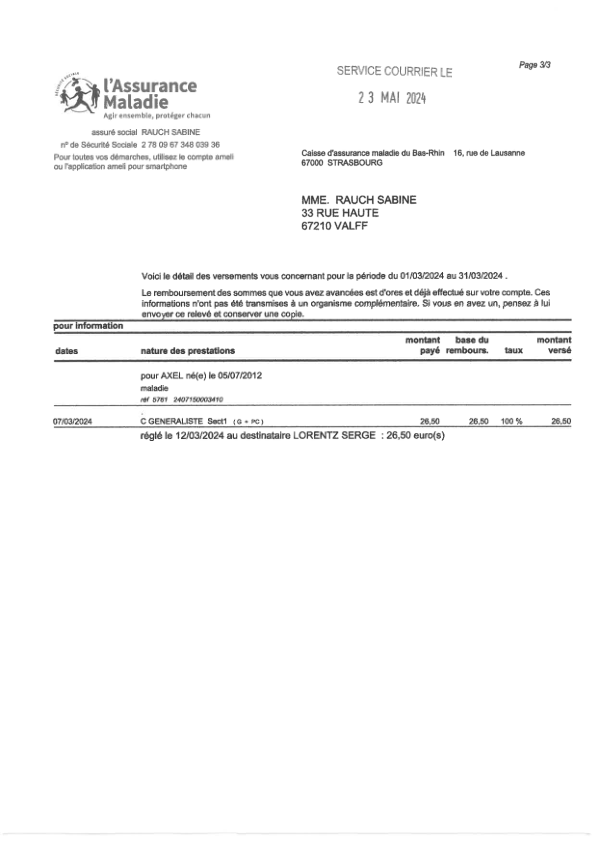 Page 3/3
SERVICE COURRIER LE
23 MAI 2024
l'Assurance
Maladie
Agir ensemble, protéger chacun
assuré social RAUCH SABINE
n° de Sécurité Sociale 2 78 09 67 348 039 36
Pour toutes vos démarches, utilisez le compte ameli
ou l'application ameli pour smartphone
Caisse d'assurance maladie du Bas-Rhin 16, rue de Lausanne
67000 STRASBOURG
MME. RAUCH SABINE
33 RUE HAUTE
67210 VALFF
Voici le détail des versements vous concernant pour la période du 01/03/2024 au 31/03/2024 .
Le remboursement des sommes que vous avez avancées est d'ores et déjà effectué sur votre compte. Ces
informations n'ont pas été transmises à un organisme complémentaire. Si vous en avez un, pensez à lui
envoyer ce relevé et conserver une copie.
pour information
dates nature des prestations montant payé base du rembours. taux montant versé
pour AXEL né(e) le 05/07/2012
maladie
réf 5761 2407150003410
07/03/2024 C GENERALISTE Sect1 ( G + PC ) 26,50 26,50 100 % 26,50
réglé le 12/03/2024 au destinataire LORENTZ SERGE : 26,50 euro(s)